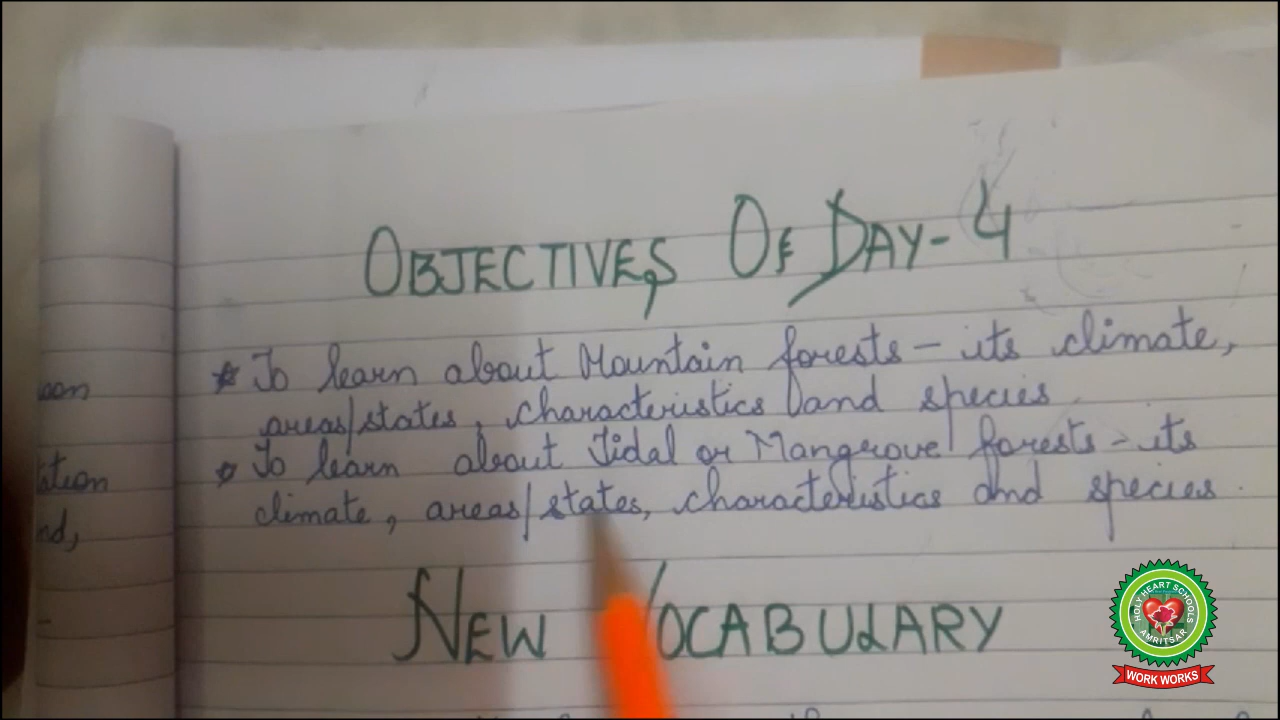 OBJECTIVES OF DAY-4
* To learn about Mountain forests - its climate,
areas/states, characteristics and species.
* To learn about Tidal or Mangrove forests - its
climate, areas/states, characteristics and species.
NEW VOCABULARY
ation
nd,
HOLY HEART SCHOOLS
AMRITSAR
WORK WORKS